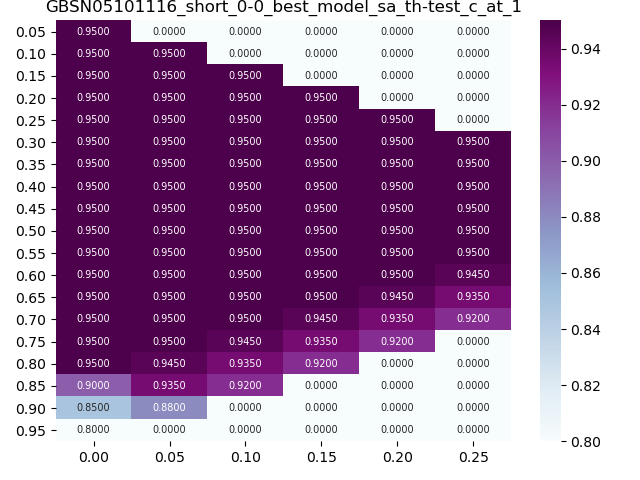 GBSN05101116_short_0-0_best_model_sa_th-test_c_at_1
0.05 0.9500 0.0000 0.0000 0.0000 0.0000 0.0000
0.10 0.9500 0.9500 0.0000 0.0000 0.0000 0.0000
0.15 0.9500 0.9500 0.9500 0.0000 0.0000 0.0000
0.20 0.9500 0.9500 0.9500 0.9500 0.0000 0.0000
0.25 0.9500 0.9500 0.9500 0.9500 0.9500 0.0000
0.30 0.9500 0.9500 0.9500 0.9500 0.9500 0.9500
0.35 0.9500 0.9500 0.9500 0.9500 0.9500 0.9500
0.40 0.9500 0.9500 0.9500 0.9500 0.9500 0.9500
0.45 0.9500 0.9500 0.9500 0.9500 0.9500 0.9500
0.50 0.9500 0.9500 0.9500 0.9500 0.9500 0.9500
0.55 0.9500 0.9500 0.9500 0.9500 0.9500 0.9500
0.60 0.9500 0.9500 0.9500 0.9500 0.9500 0.9450
0.65 0.9500 0.9500 0.9500 0.9500 0.9450 0.9350
0.70 0.9500 0.9500 0.9500 0.9450 0.9350 0.9200
0.75 0.9500 0.9500 0.9450 0.9350 0.9200 0.0000
0.80 0.9500 0.9450 0.9350 0.9200 0.0000 0.0000
0.85 0.9000 0.9350 0.9200 0.0000 0.0000 0.0000
0.90 0.8500 0.8800 0.0000 0.0000 0.0000 0.0000
0.95 0.8000 0.0000 0.0000 0.0000 0.0000 0.0000
0.00 0.05 0.10 0.15 0.20 0.25
0.94
0.92
0.90
0.88
0.86
0.84
0.82
0.80